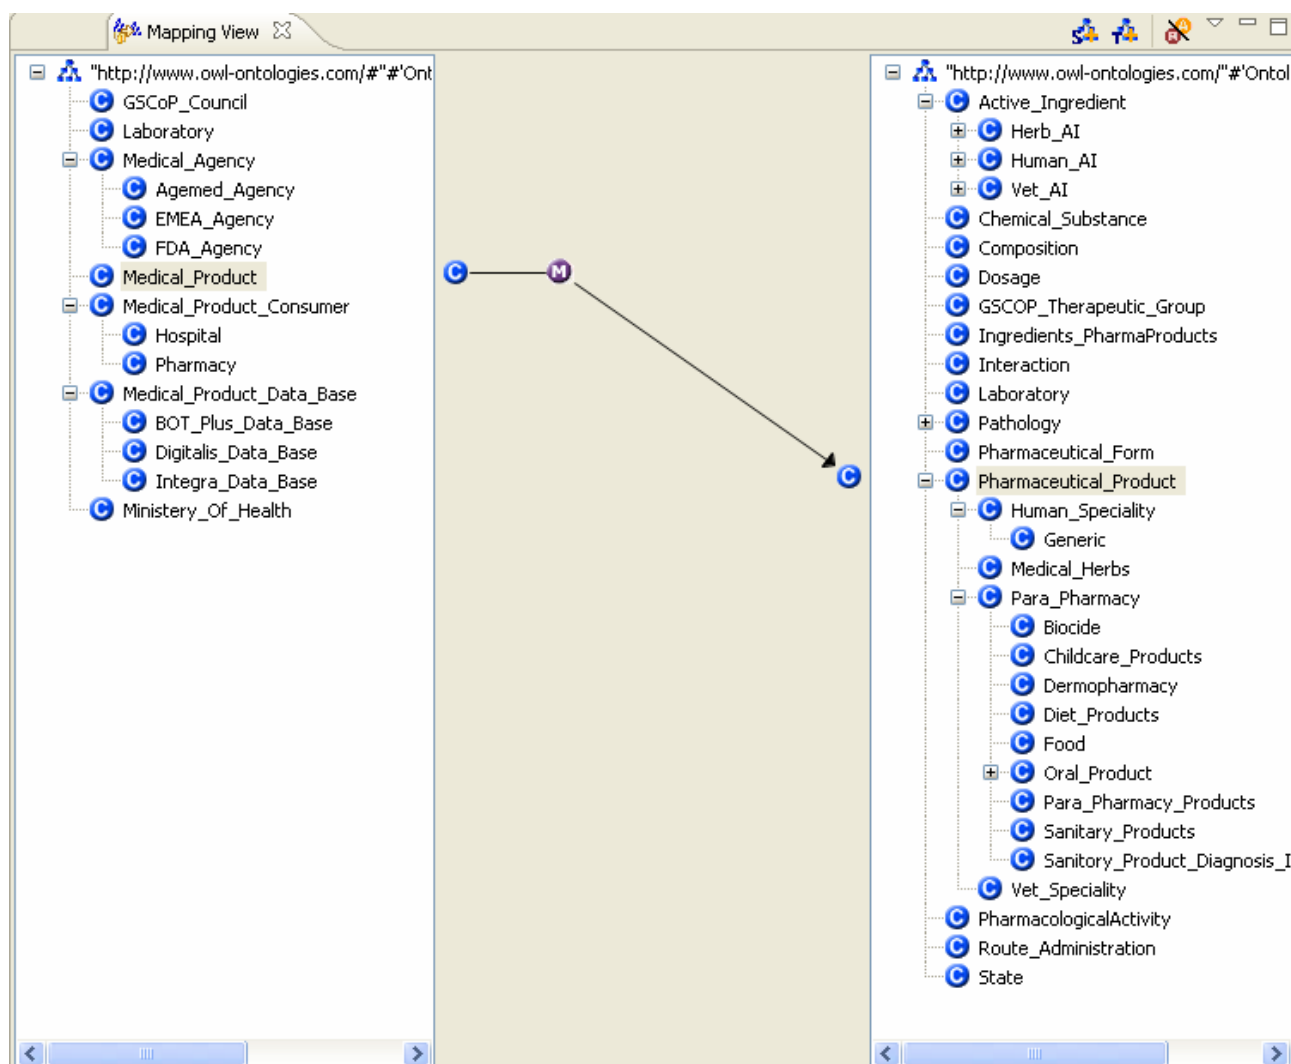 Mapping View
"http://www.owl-ontologies.com/#"#'Ont
GSCoP_Council
Laboratory
Medical_Agency
Agemed_Agency
EMEA_Agency
FDA_Agency
Medical_Product
Medical_Product_Consumer
Hospital
Pharmacy
Medical_Product_Data_Base
BOT_Plus_Data_Base
Digitalis_Data_Base
Integra_Data_Base
Ministery_Of_Health
M
"http://www.owl-ontologies.com/"#'Ontol
Active_Ingredient
Herb_AI
Human_AI
Vet_AI
Chemical_Substance
Composition
Dosage
GSCOP_Therapeutic_Group
Ingredients_PharmaProducts
Interaction
Laboratory
Pathology
Pharmaceutical_Form
Pharmaceutical_Product
Human_Speciality
Generic
Medical_Herbs
Para_Pharmacy
Biocide
Childcare_Products
Dermopharmacy
Diet_Products
Food
Oral_Product
Para_Pharmacy_Products
Sanitary_Products
Sanitory_Product_Diagnosis_I
Vet_Speciality
PharmacologicalActivity
Route_Administration
State